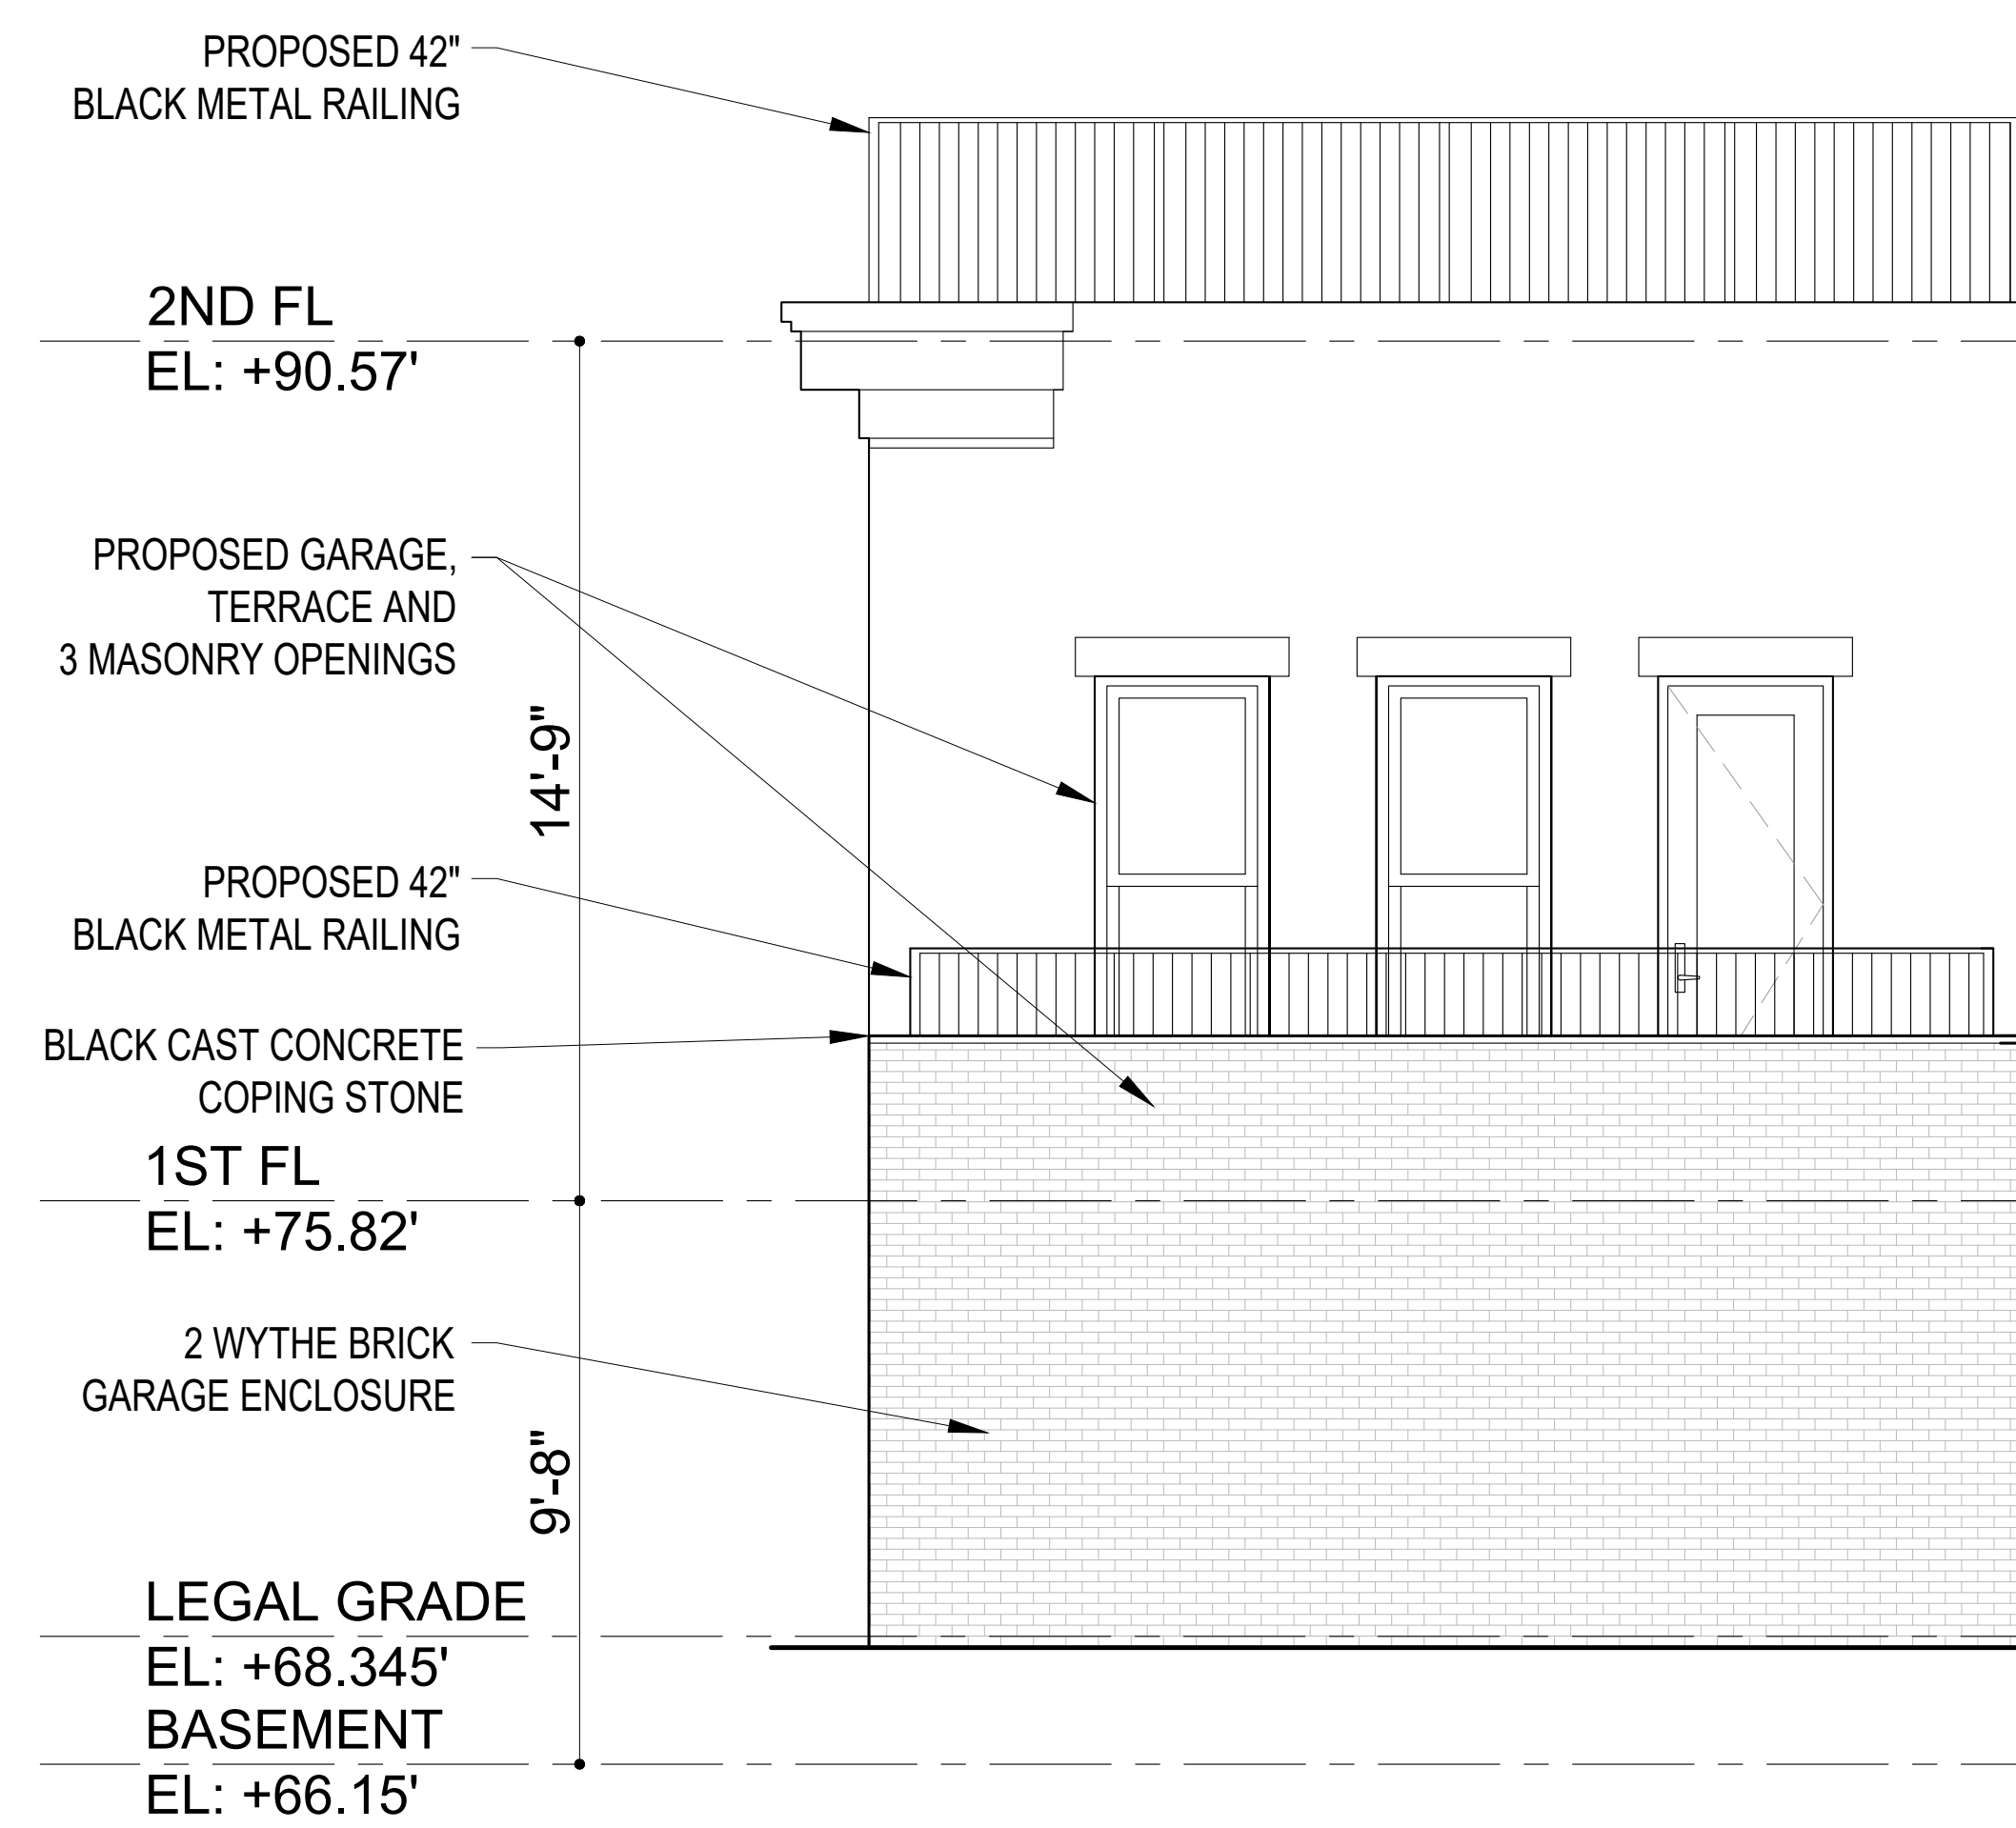 PROPOSED 42"
BLACK METAL RAILING
2ND FL
EL: +90.57'
PROPOSED GARAGE,
TERRACE AND
3 MASONRY OPENINGS
14'-9"
PROPOSED 42"
BLACK METAL RAILING
BLACK CAST CONCRETE
COPING STONE
1ST FL
EL: +75.82'
2 WYTHE BRICK
GARAGE ENCLOSURE
9'-8"
LEGAL GRADE
EL: +68.345'
BASEMENT
EL: +66.15'